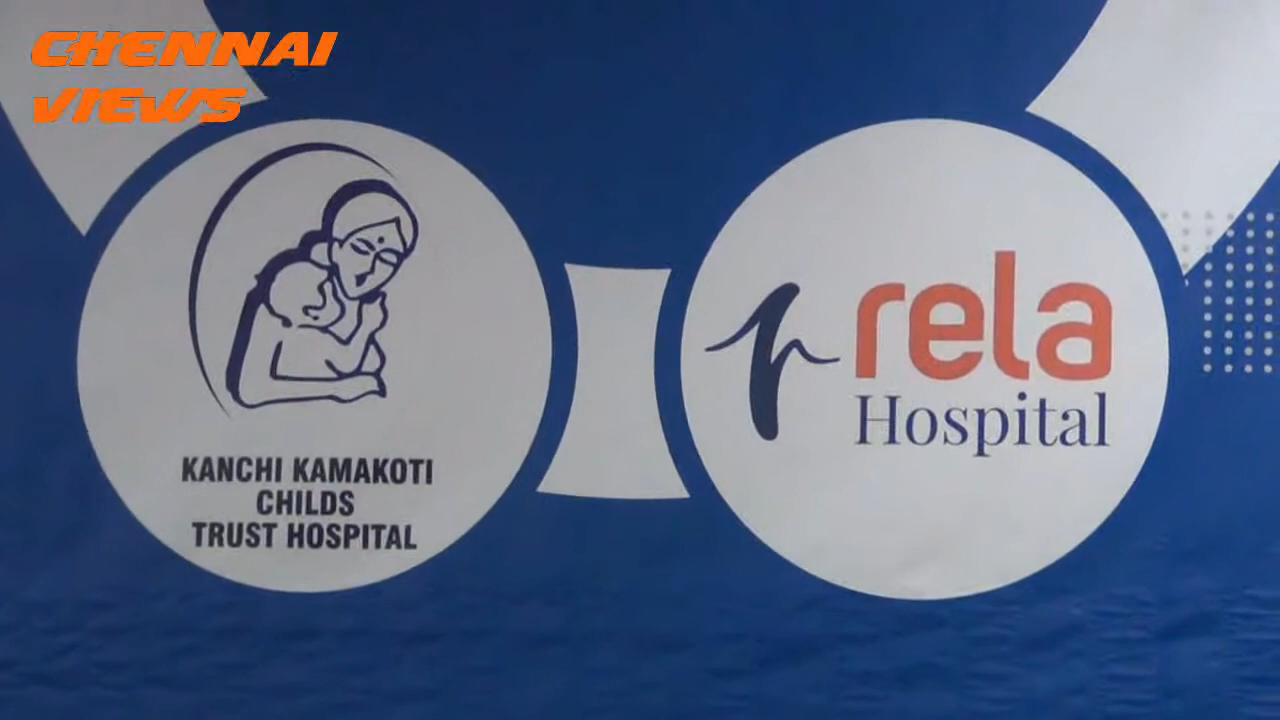 CHENNAI
VIEWS
KANCHI KAMAKOTI
CHILDS
TRUST HOSPITAL
rela
Hospital